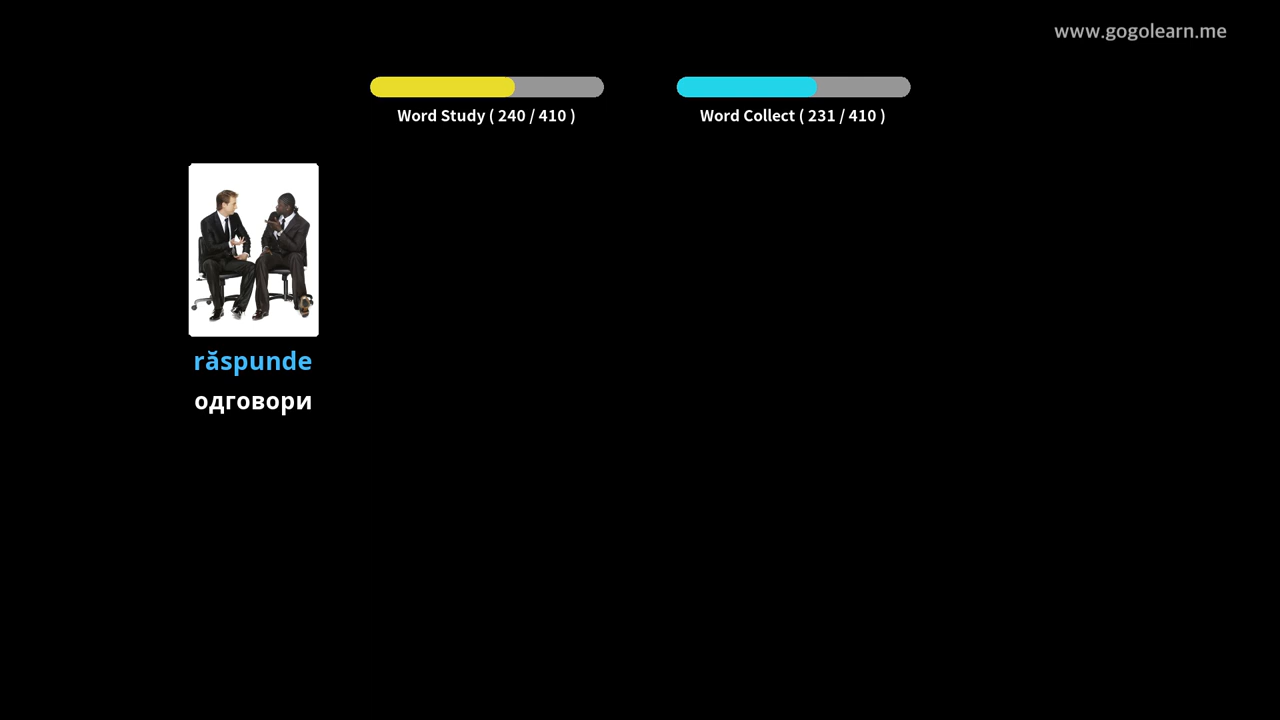 www.gogolearn.me
Word Study ( 240 / 410 )
Word Collect ( 231 / 410 )
răspunde
одговори